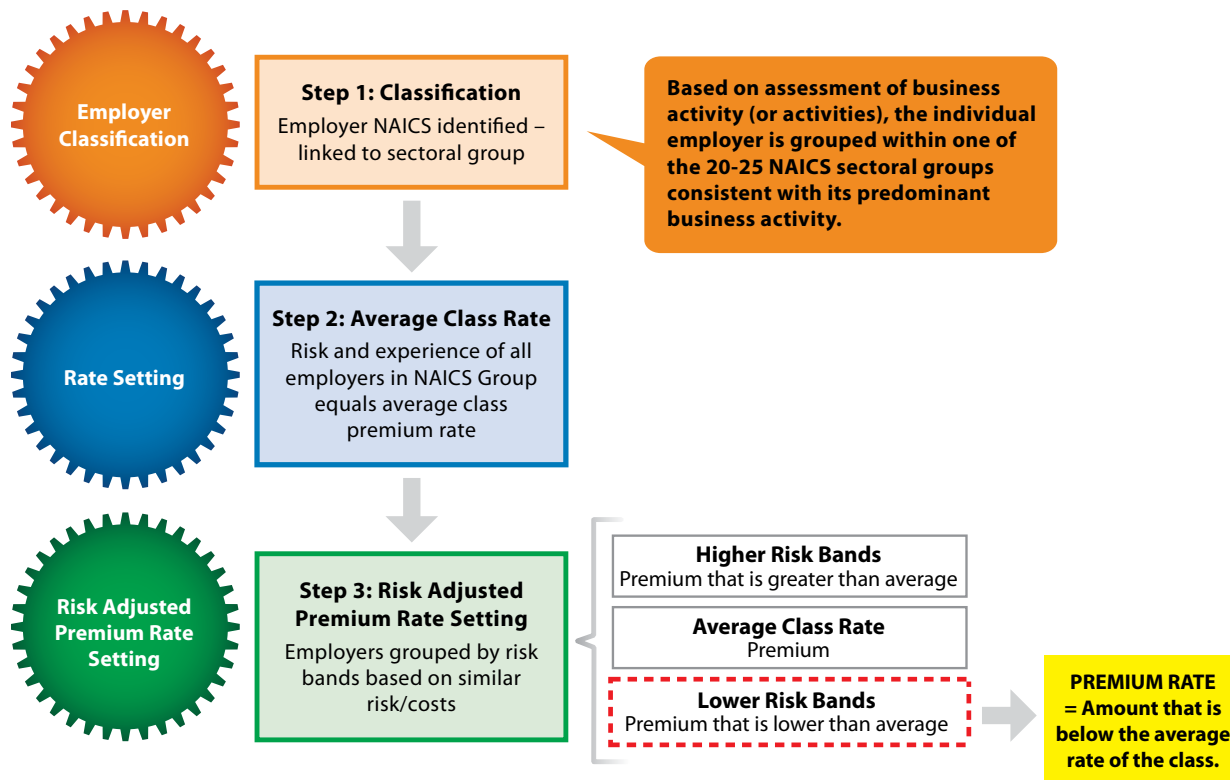 Employer
Classification
Step 1: Classification
Employer NAICS identified –
linked to sectoral group
Based on assessment of business
activity (or activities), the individual
employer is grouped within one of
the 20-25 NAICS sectoral groups
consistent with its predominant
business activity.
Rate Setting
Step 2: Average Class Rate
Risk and experience of all
employers in NAICS Group
equals average class
premium rate
Risk Adjusted
Premium Rate
Setting
Step 3: Risk Adjusted
Premium Rate Setting
Employers grouped by risk
bands based on similar
risk/costs
Higher Risk Bands
Premium that is greater than average
Average Class Rate
Premium
Lower Risk Bands
Premium that is lower than average
PREMIUM RATE
= Amount that is
below the average
rate of the class.